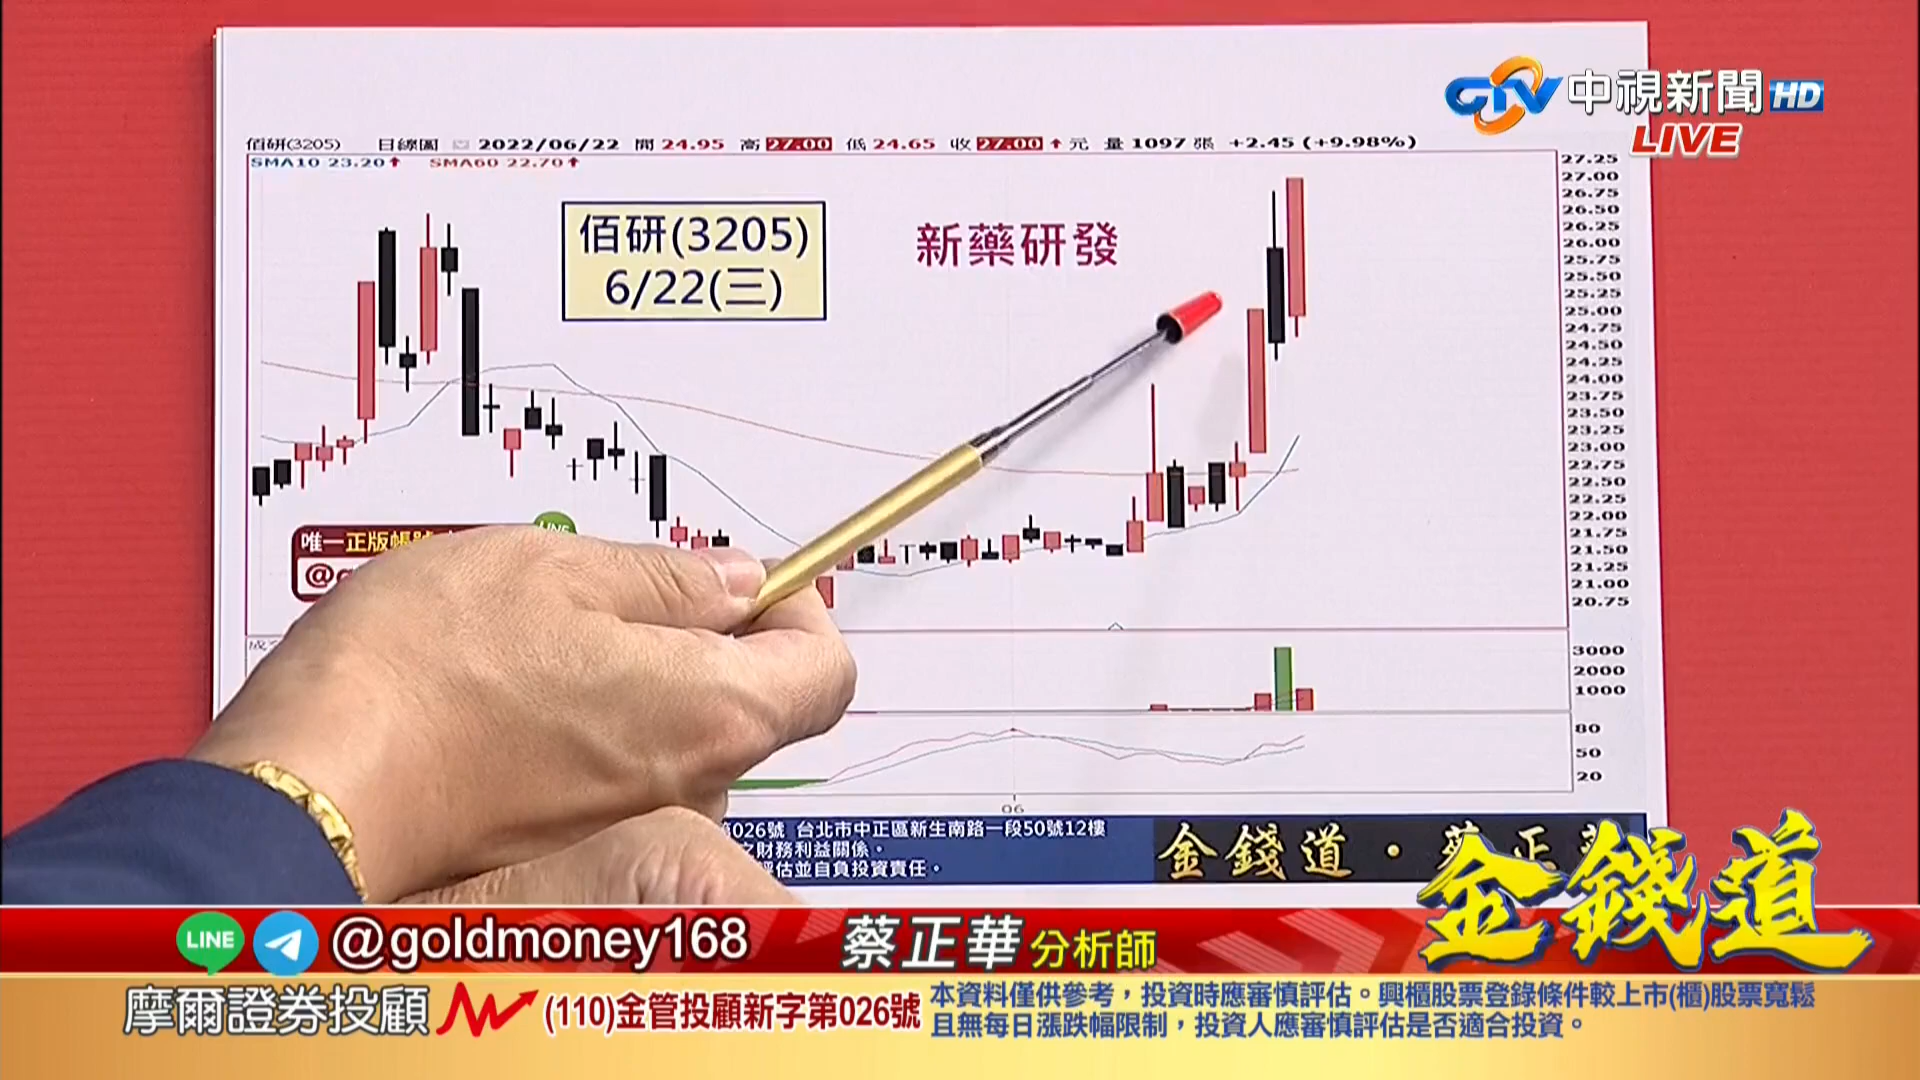 CTV中視新聞HD
LIVE
佰研(3205) 日線圖 2022/06/22 開 24.95 高 27.00 低 24.65 收 27.00 元 量 1097 張 +2.45 (+9.98%)
SMA10 23.20 SMA60 22.70
佰研(3205)
6/22(三)
新藥研發
27.25
27.00
26.75
26.50
26.25
26.00
25.75
25.50
25.25
25.00
24.75
24.50
24.25
24.00
23.75
23.50
23.25
23.00
22.75
22.50
22.25
22.00
21.75
21.50
21.25
21.00
20.75
LINE
唯一正版帳號
@g
3000
2000
1000
80
50
20
06
026號 台北市中正區新生南路一段50號12樓
之財務利益關係。
評估並自負投資責任。
金錢道·蔡正
金錢道
LINE @goldmoney168 蔡正華 分析師
摩爾證券投顧 (110)金管投顧新字第026號
本資料僅供參考,投資時應審慎評估。興櫃股票登錄條件較上市(櫃)股票寬鬆
且無每日漲跌幅限制,投資人應審慎評估是否適合投資。